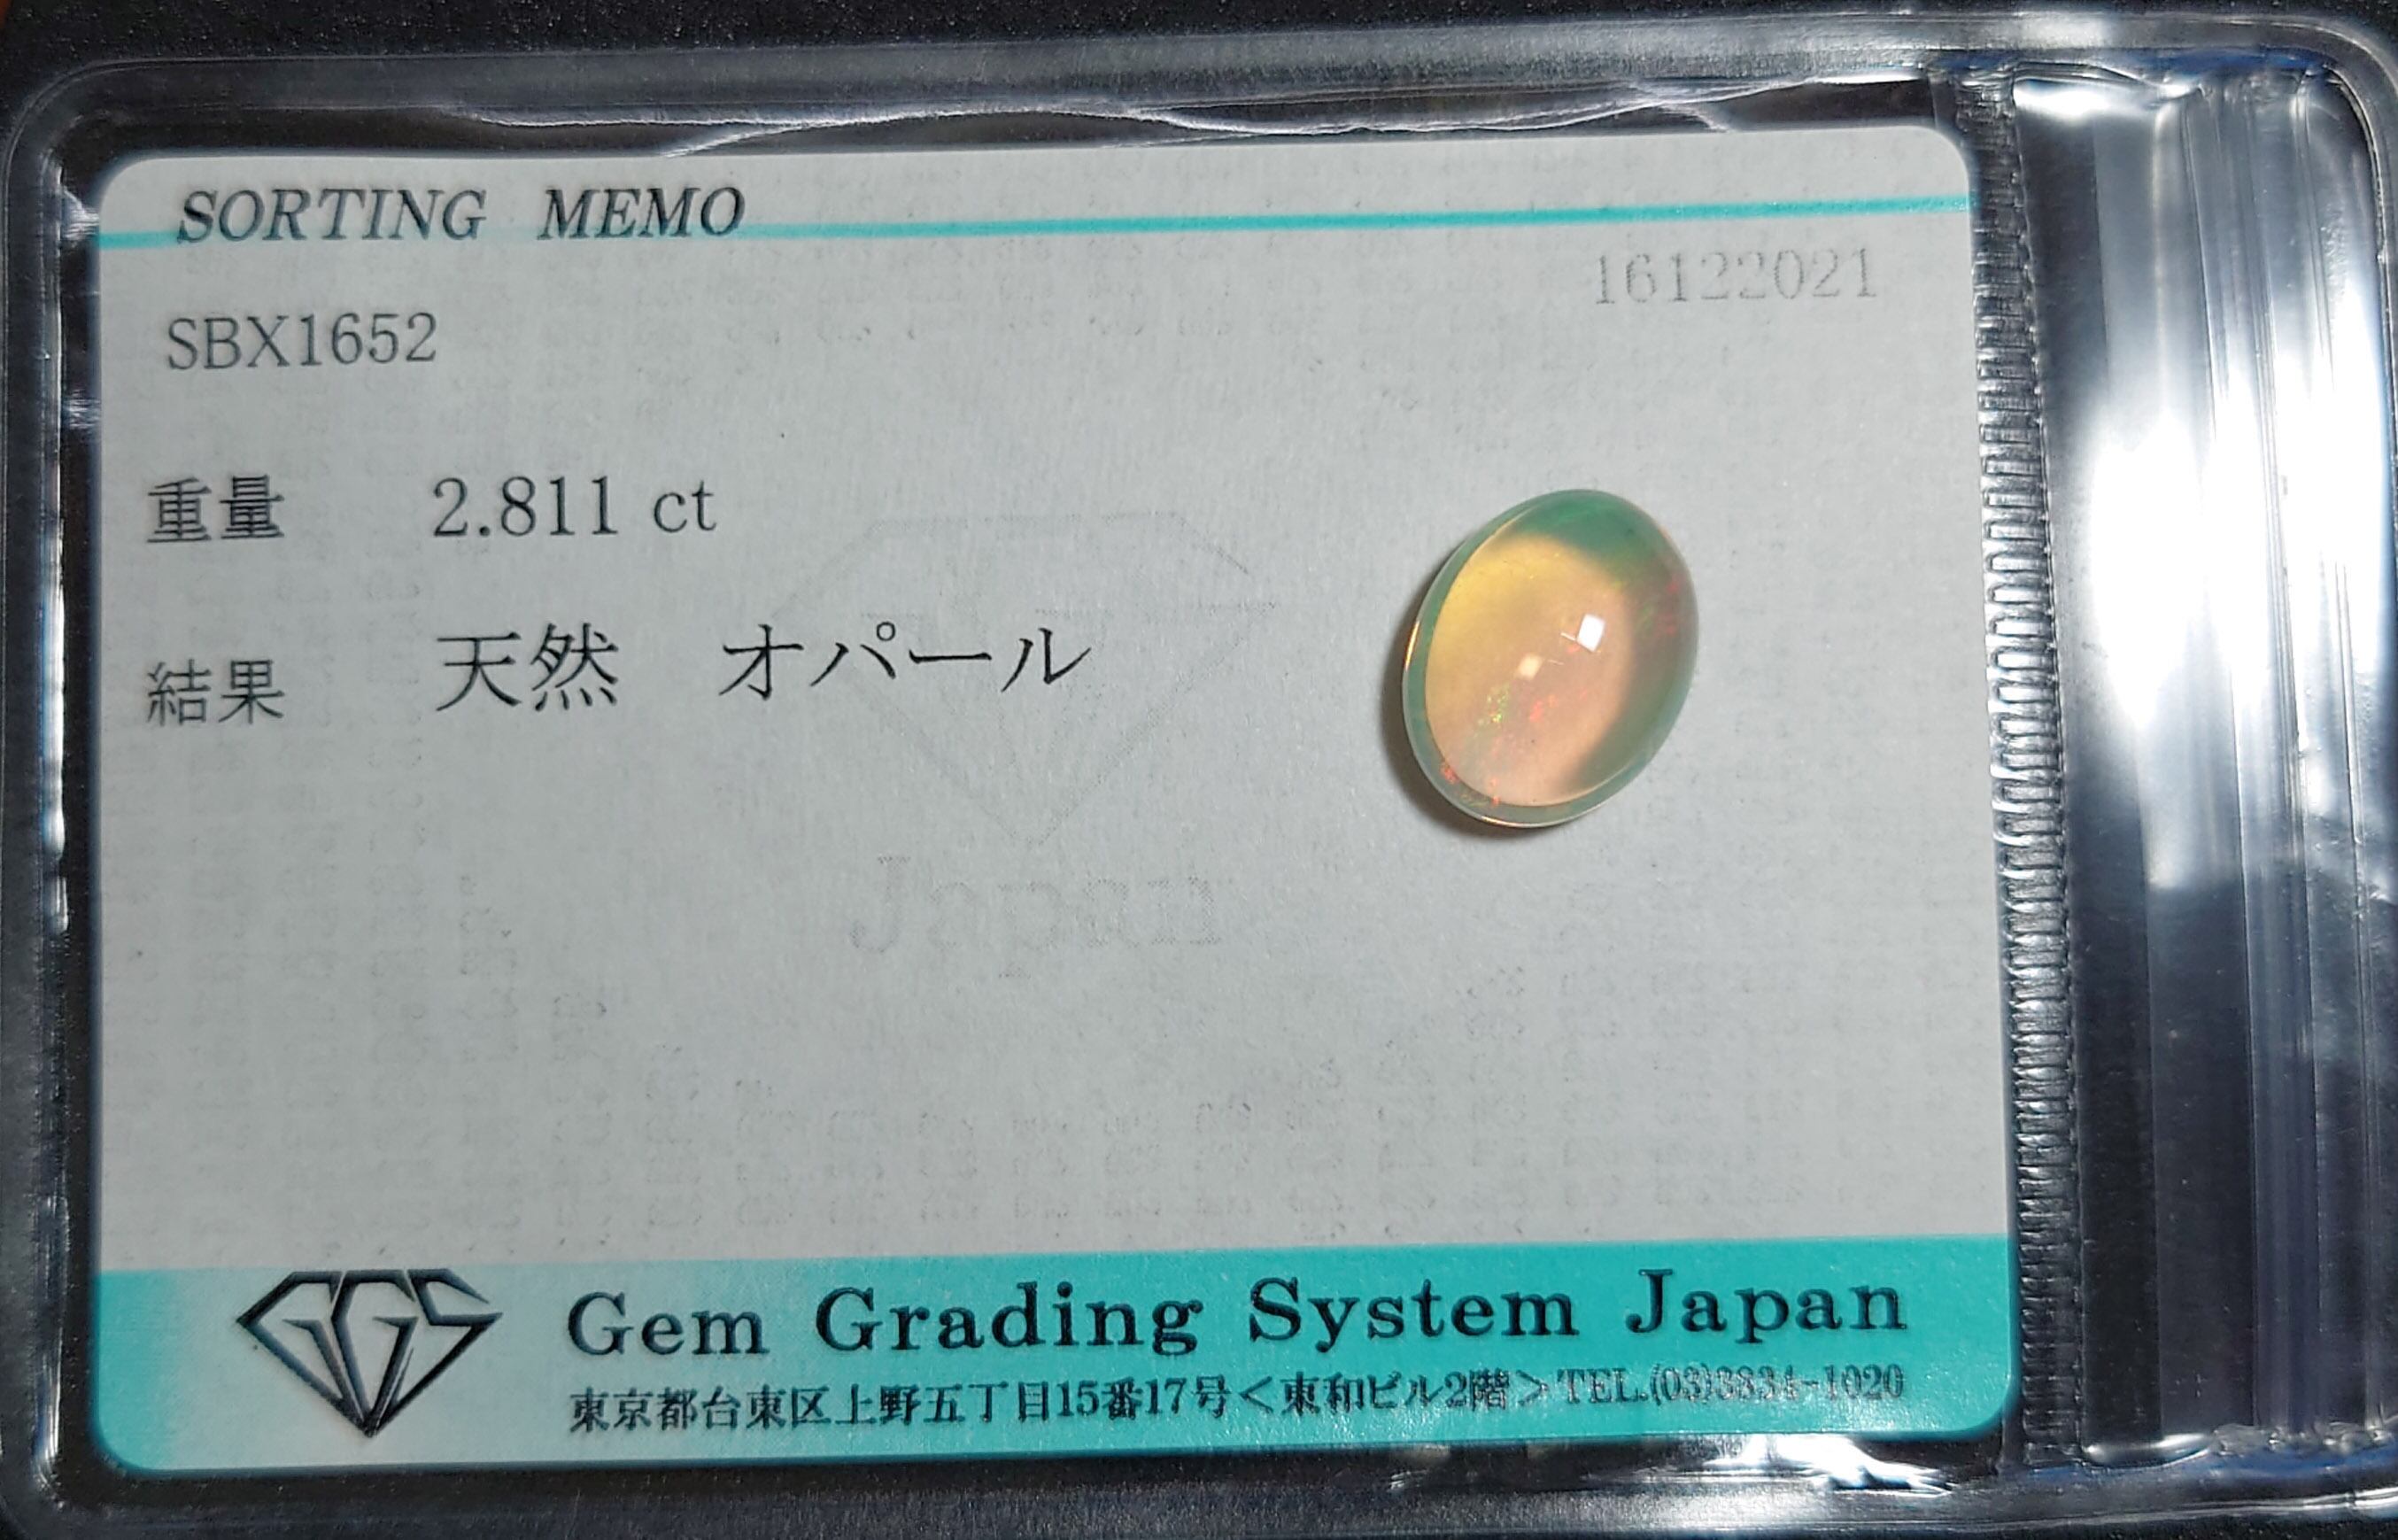 SORTING MEMO
16122021
SBX1652
重量 2.811 ct
結果 天然 オパール
Japan
GGS
Gem Grading System Japan
東京都台東区上野五丁目15番17号＜東和ビル2階＞TEL.(03)3834-1020